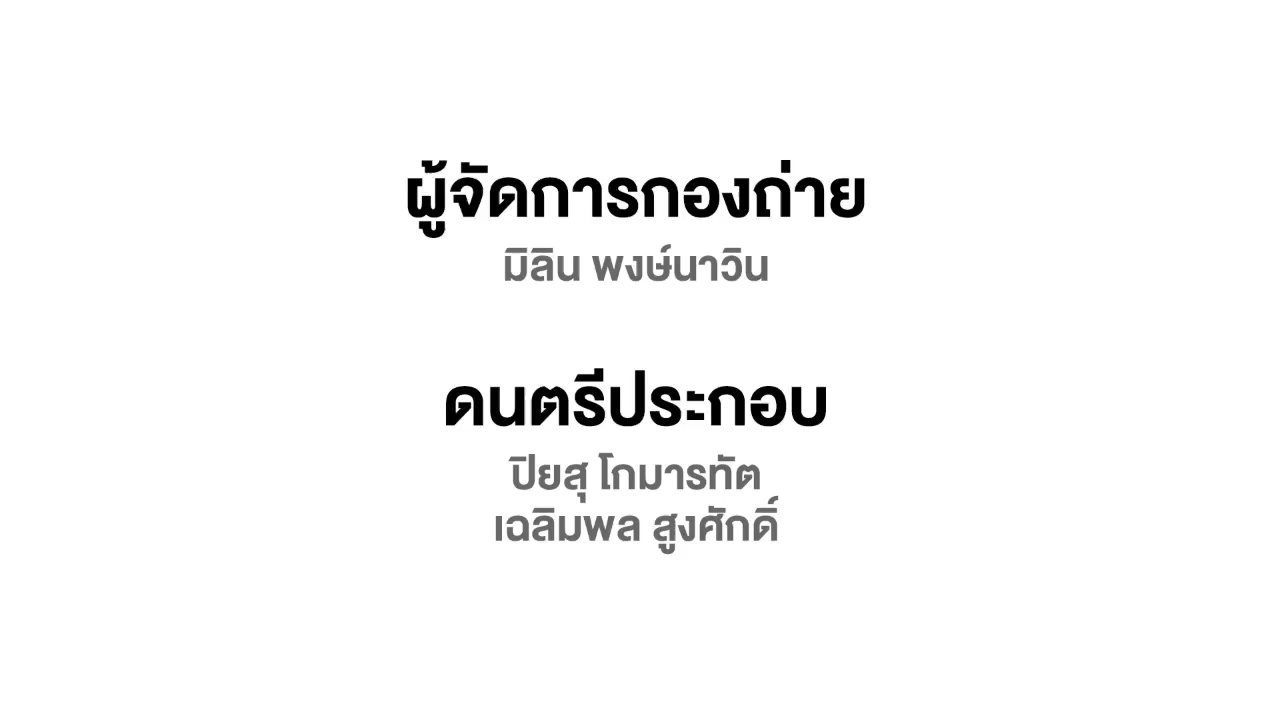 ผู้จัดการกองถ่าย
มิลิน พงษ์นาวิน
ดนตรีประกอบ
ปิยสุ โกมารทัต
เฉลิมพล สูงศักดิ์